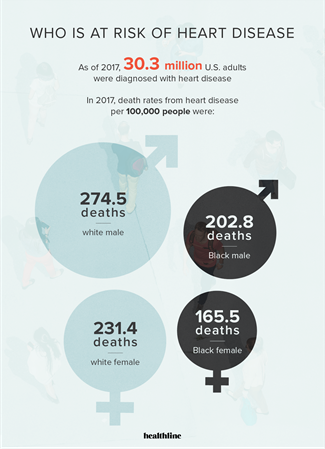 WHO IS AT RISK OF HEART DISEASE
As of 2017, 30.3 million U.S. adults
were diagnosed with heart disease
In 2017, death rates from heart disease
per 100,000 people were:
274.5
deaths
white male
202.8
deaths
Black male
231.4
deaths
white female
165.5
deaths
Black female
healthline